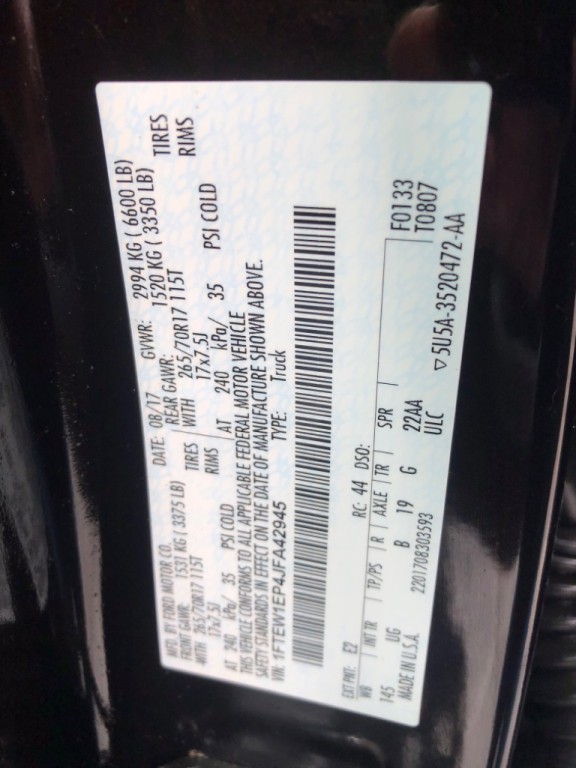 MFD. BY FORD MOTOR CO.
DATE: 08/17 GVWR: 2994 KG ( 6600 LB)
FRONT GAWR: 1531 KG ( 3375 LB) REAR GAWR: 1520 KG ( 3350 LB)
WITH 265/70R17 115T TIRES WITH 265/70R17 115T TIRES
17x7.5J RIMS 17x7.5J RIMS
AT 240 kPa/ 35 PSI COLD AT 240 kPa/ 35 PSI COLD
THIS VEHICLE CONFORMS TO ALL APPLICABLE FEDERAL MOTOR VEHICLE
SAFETY STANDARDS IN EFFECT ON THE DATE OF MANUFACTURE SHOWN ABOVE.
VIN: 1FTEW1EP4JFA42945 TYPE: Truck
EXT PNT: E2 RC: 44 DSO: F0133
WB INT TR TP/PS R AXLE TR SPR T0807
145 UG B 19 G 22AA
MADE IN U.S.A. 2201708303593 ULC
▽5U5A-3520472-AA